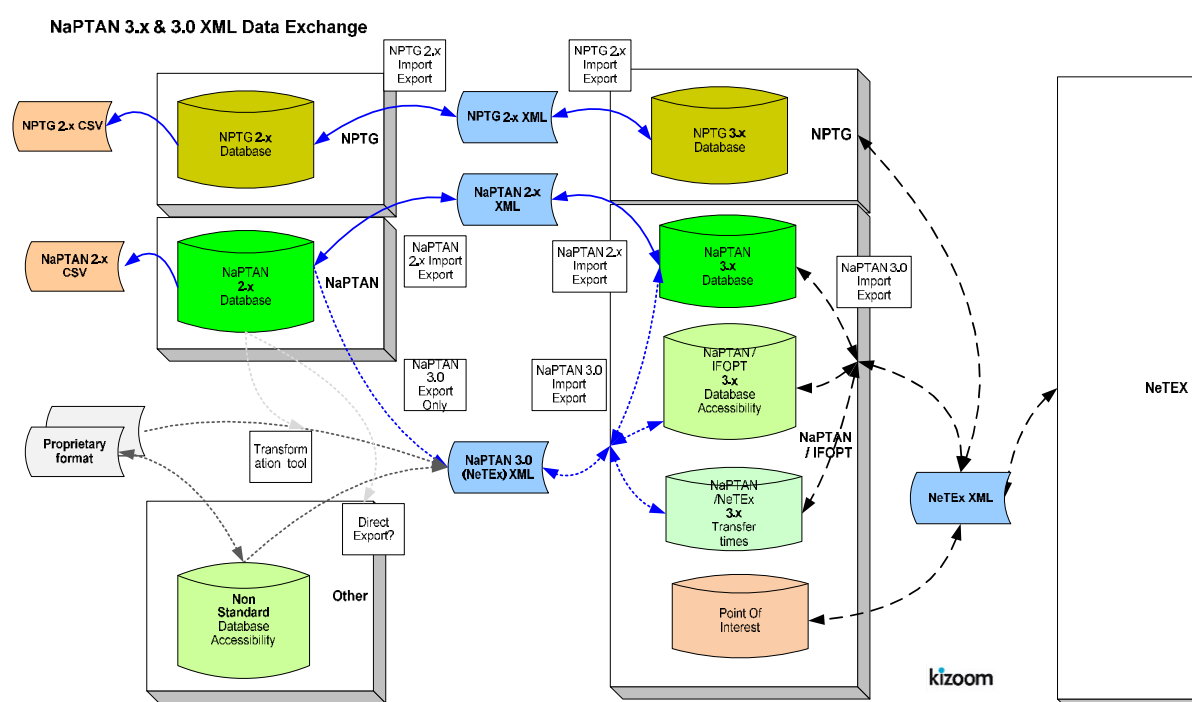 NaPTAN 3.x & 3.0 XML Data Exchange
NPTG 2.x
Import
Export
NPTG 2.x
Import
Export
NPTG 2.x CSV
NPTG 2.x
Database
NPTG
NPTG 2.x XML
NPTG 3.x
Database
NPTG
NaPTAN 2.x
XML
NaPTAN 2.x
CSV
NaPTAN
2.x
Database
NaPTAN
NaPTAN
2.x Import
Export
NaPTAN 2.x
Import
Export
NaPTAN
3.x
Database
NaPTAN 3.0
Import
Export
NaPTAN
3.0
Export
Only
NaPTAN 3.0
Import
Export
NaPTAN /
IFOPT
3.x
Database
Accessibility
NaPTAN
/ IFOPT
NeTEX
Proprietary
format
Transform
ation tool
NaPTAN 3.0
(NeTEx) XML
NaPTAN
/NeTEx
3.x
Transfer
times
NeTEx XML
Direct
Export?
Non
Standard
Database
Accessibility
Other
Point Of
Interest
kizoom